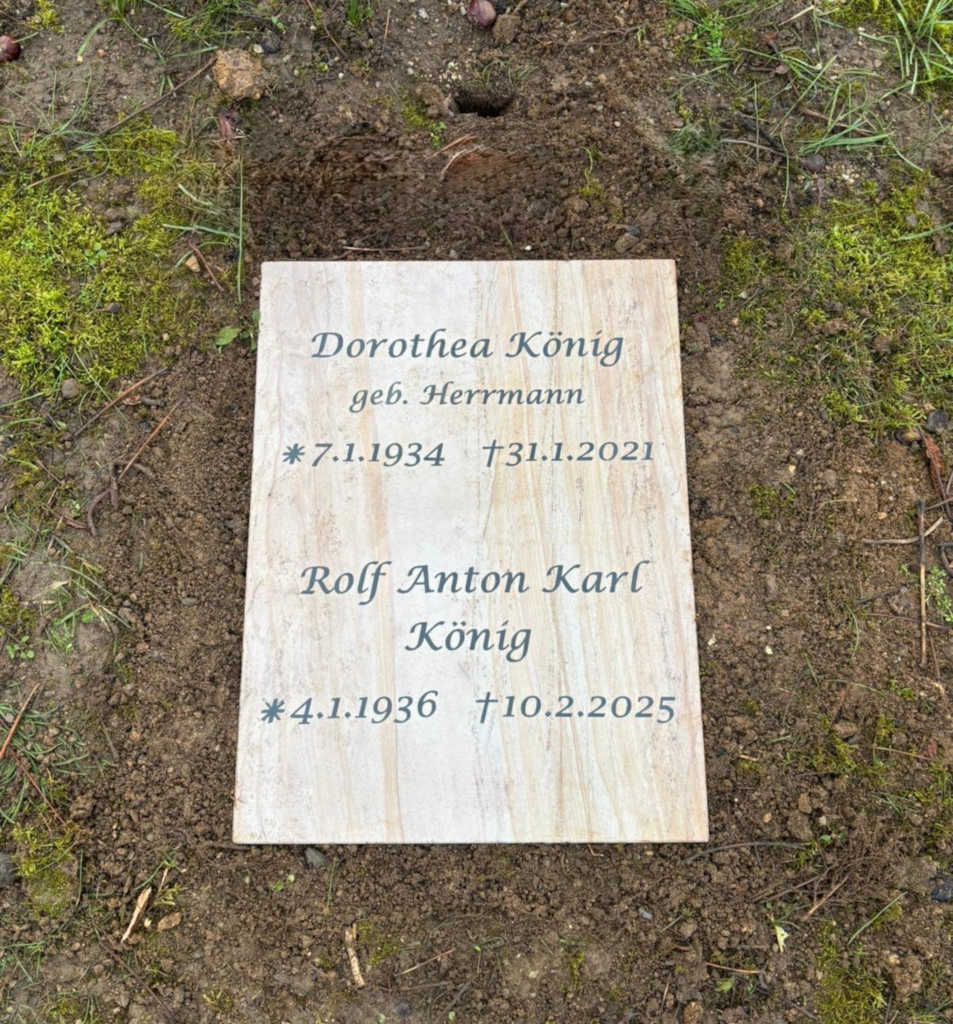 Dorothea König
geb. Herrmann
*7.1.1934 †31.1.2021
Rolf Anton Karl
König
*4.1.1936 †10.2.2025